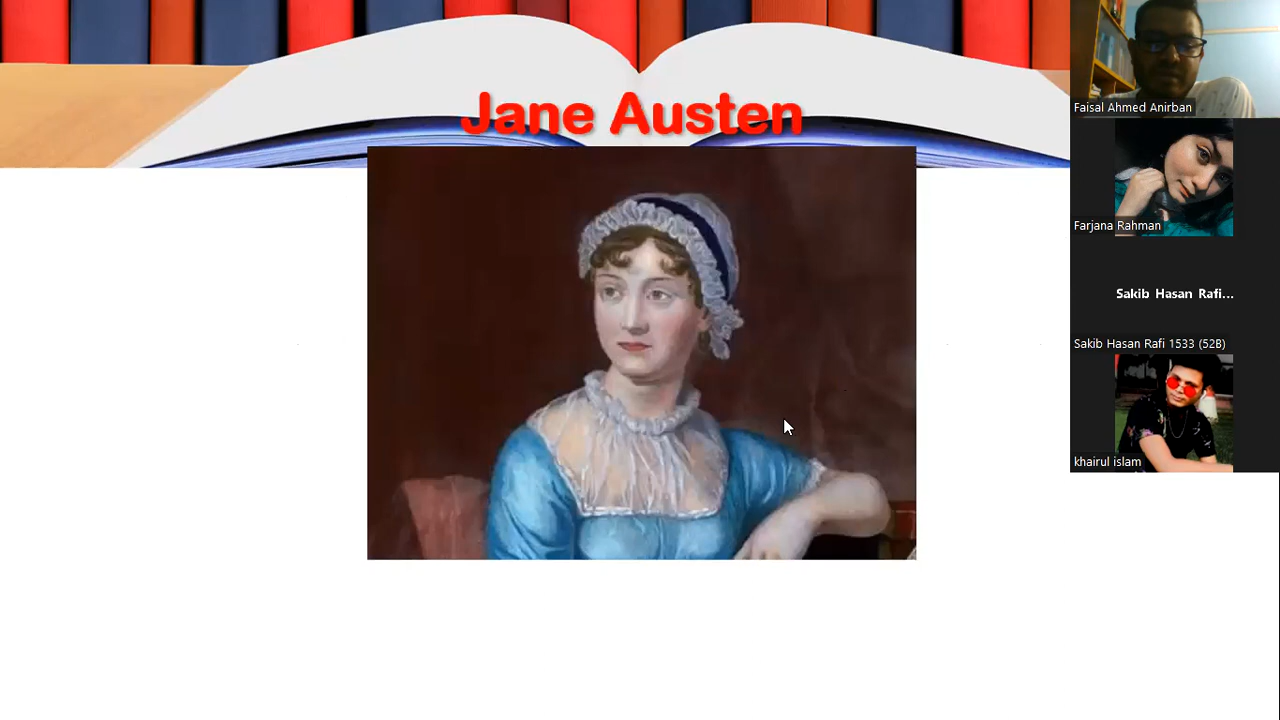 Jane Austen
Faisal Ahmed Anirban
Farjana Rahman
Sakib Hasan Rafi...
Sakib Hasan Rafi 1533 (52B)
khairul islam